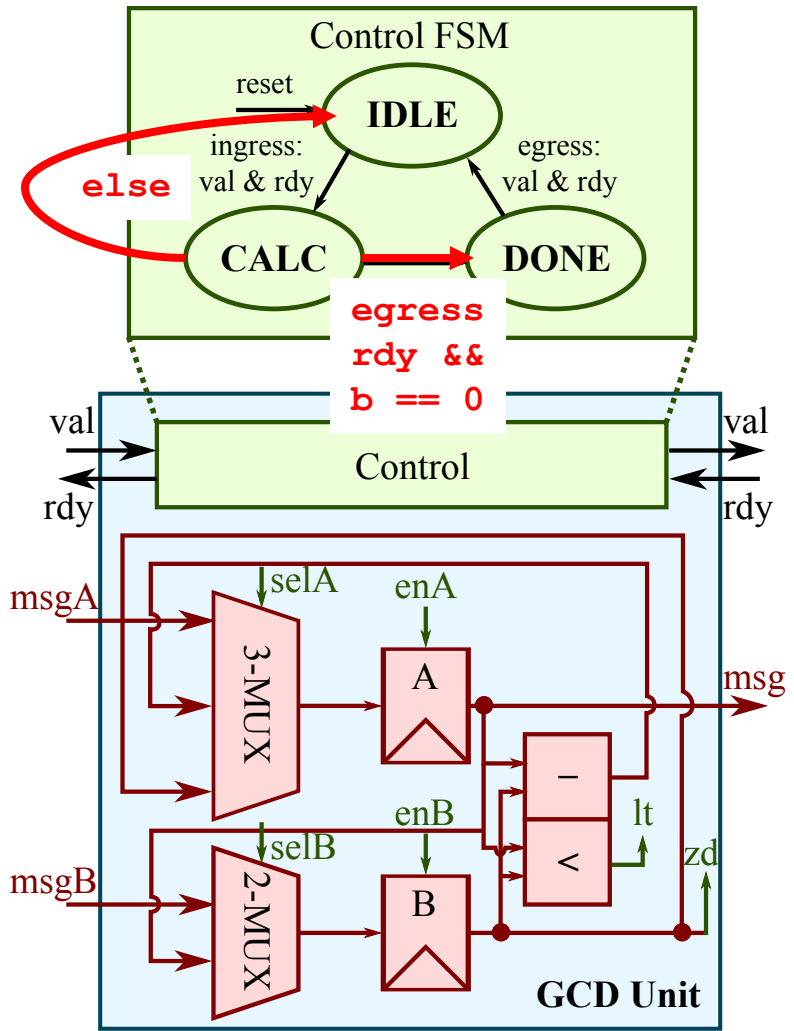 Control FSM
reset
IDLE
ingress:
val & rdy
egress:
val & rdy
else
CALC
DONE
egress
rdy &&
b == 0
val
val
Control
rdy
rdy
selA
enA
msgA
3-MUX
A
msg
−
enB
lt
selB
<
zd
msgB
2-MUX
B
GCD Unit